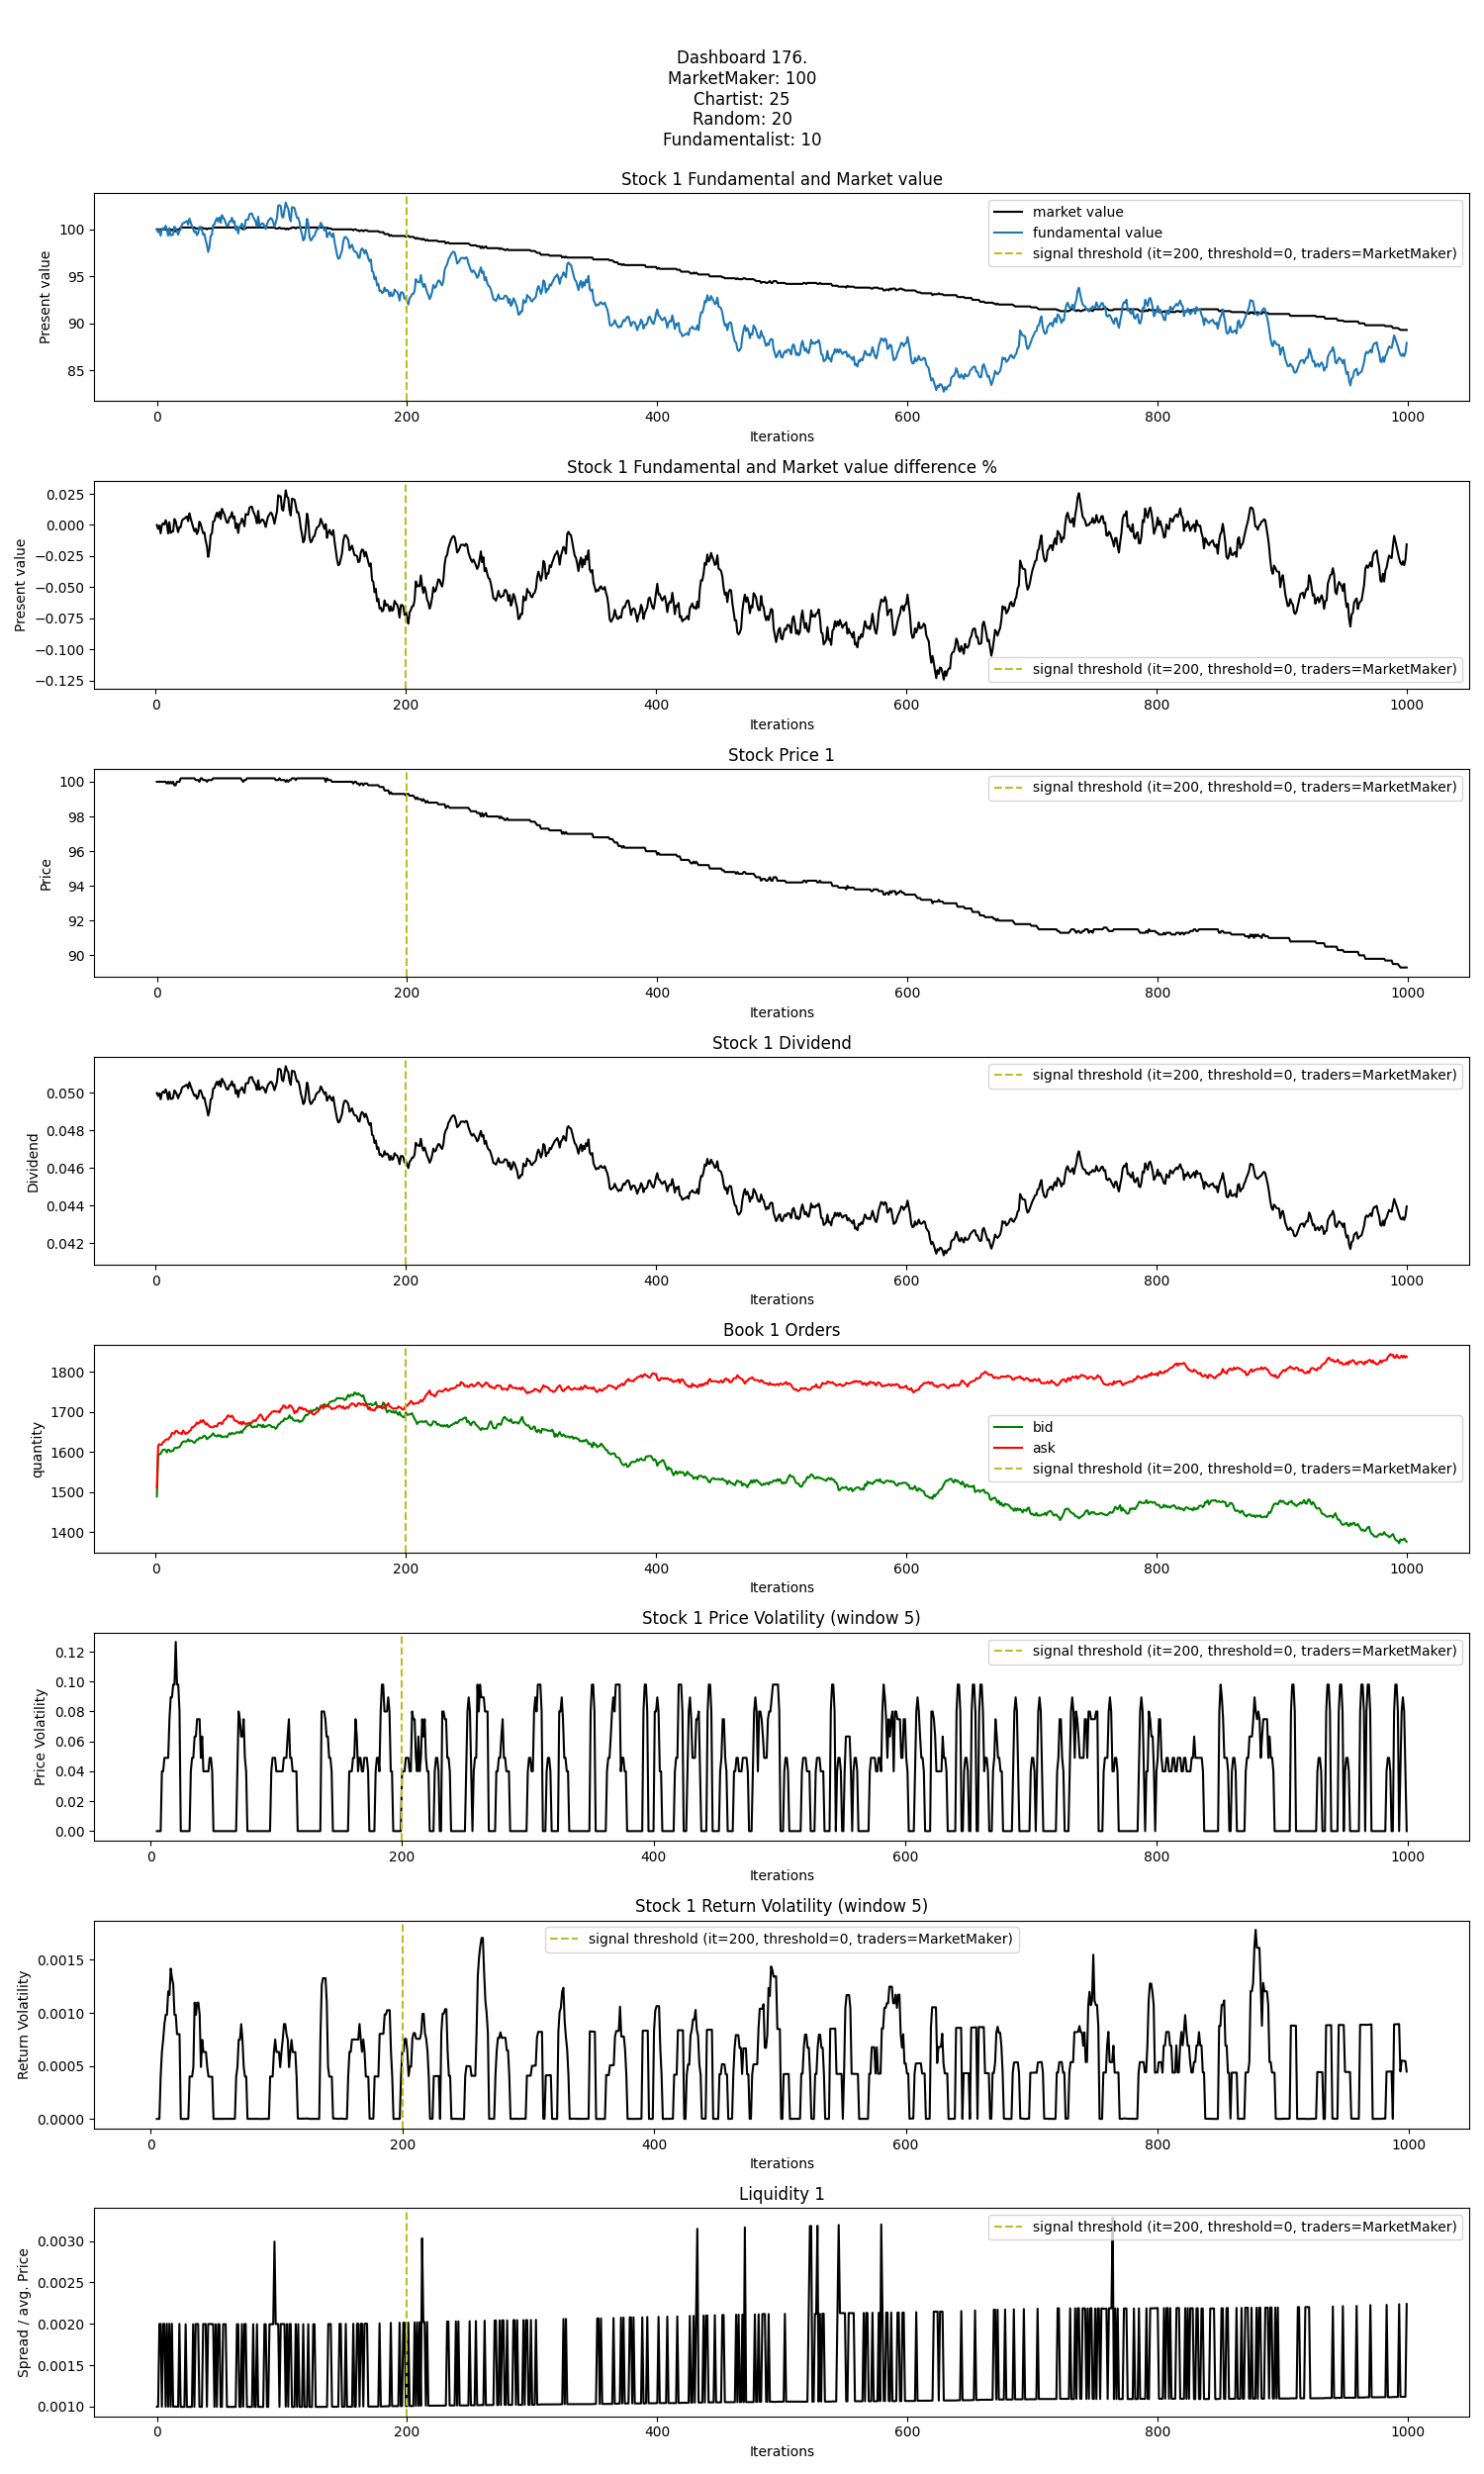 Dashboard 176.
MarketMaker: 100
Chartist: 25
Random: 20
Fundamentalist: 10
Stock 1 Fundamental and Market value
market value
fundamental value
signal threshold (it=200, threshold=0, traders=MarketMaker)
Present value
100
95
90
85
0 200 400 600 800 1000
Iterations
Stock 1 Fundamental and Market value difference %
Present value
0.025
0.000
−0.025
−0.050
−0.075
−0.100
−0.125
signal threshold (it=200, threshold=0, traders=MarketMaker)
0 200 400 600 800 1000
Iterations
Stock Price 1
signal threshold (it=200, threshold=0, traders=MarketMaker)
Price
100
98
96
94
92
90
0 200 400 600 800 1000
Iterations
Stock 1 Dividend
signal threshold (it=200, threshold=0, traders=MarketMaker)
Dividend
0.050
0.048
0.046
0.044
0.042
0 200 400 600 800 1000
Iterations
Book 1 Orders
quantity
1800
1700
1600
1500
1400
bid
ask
signal threshold (it=200, threshold=0, traders=MarketMaker)
0 200 400 600 800 1000
Iterations
Stock 1 Price Volatility (window 5)
signal threshold (it=200, threshold=0, traders=MarketMaker)
Price Volatility
0.12
0.10
0.08
0.06
0.04
0.02
0.00
0 200 400 600 800 1000
Iterations
Stock 1 Return Volatility (window 5)
signal threshold (it=200, threshold=0, traders=MarketMaker)
Return Volatility
0.0015
0.0010
0.0005
0.0000
0 200 400 600 800 1000
Iterations
Liquidity 1
signal threshold (it=200, threshold=0, traders=MarketMaker)
Spread / avg. Price
0.0030
0.0025
0.0020
0.0015
0.0010
0 200 400 600 800 1000
Iterations